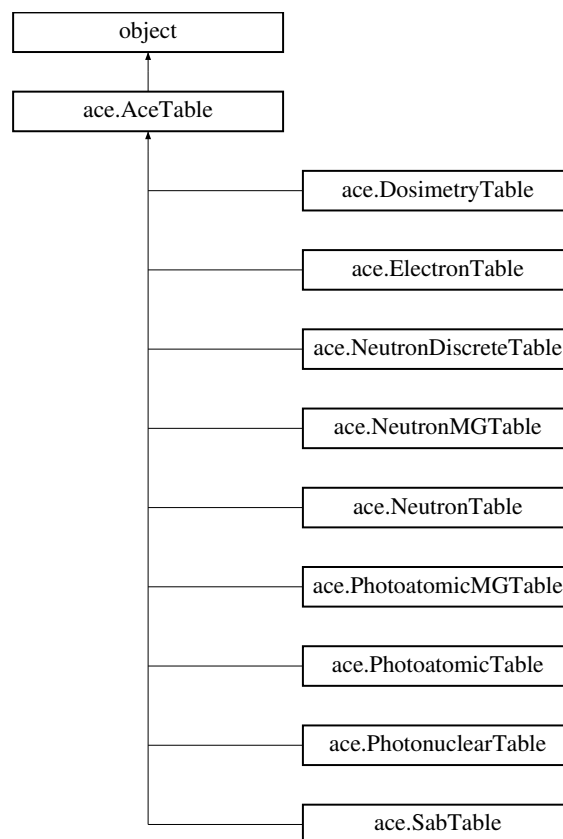 object
ace.AceTable
ace.DosimetryTable
ace.ElectronTable
ace.NeutronDiscreteTable
ace.NeutronMGTable
ace.NeutronTable
ace.PhotoatomicMGTable
ace.PhotoatomicTable
ace.PhotonuclearTable
ace.SabTable